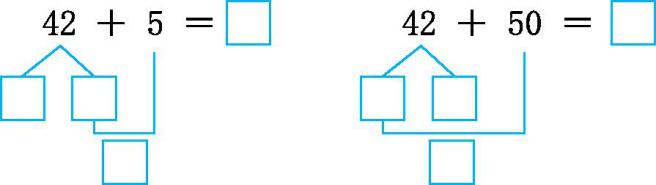 42 + 5 = □ 42 + 50 = □